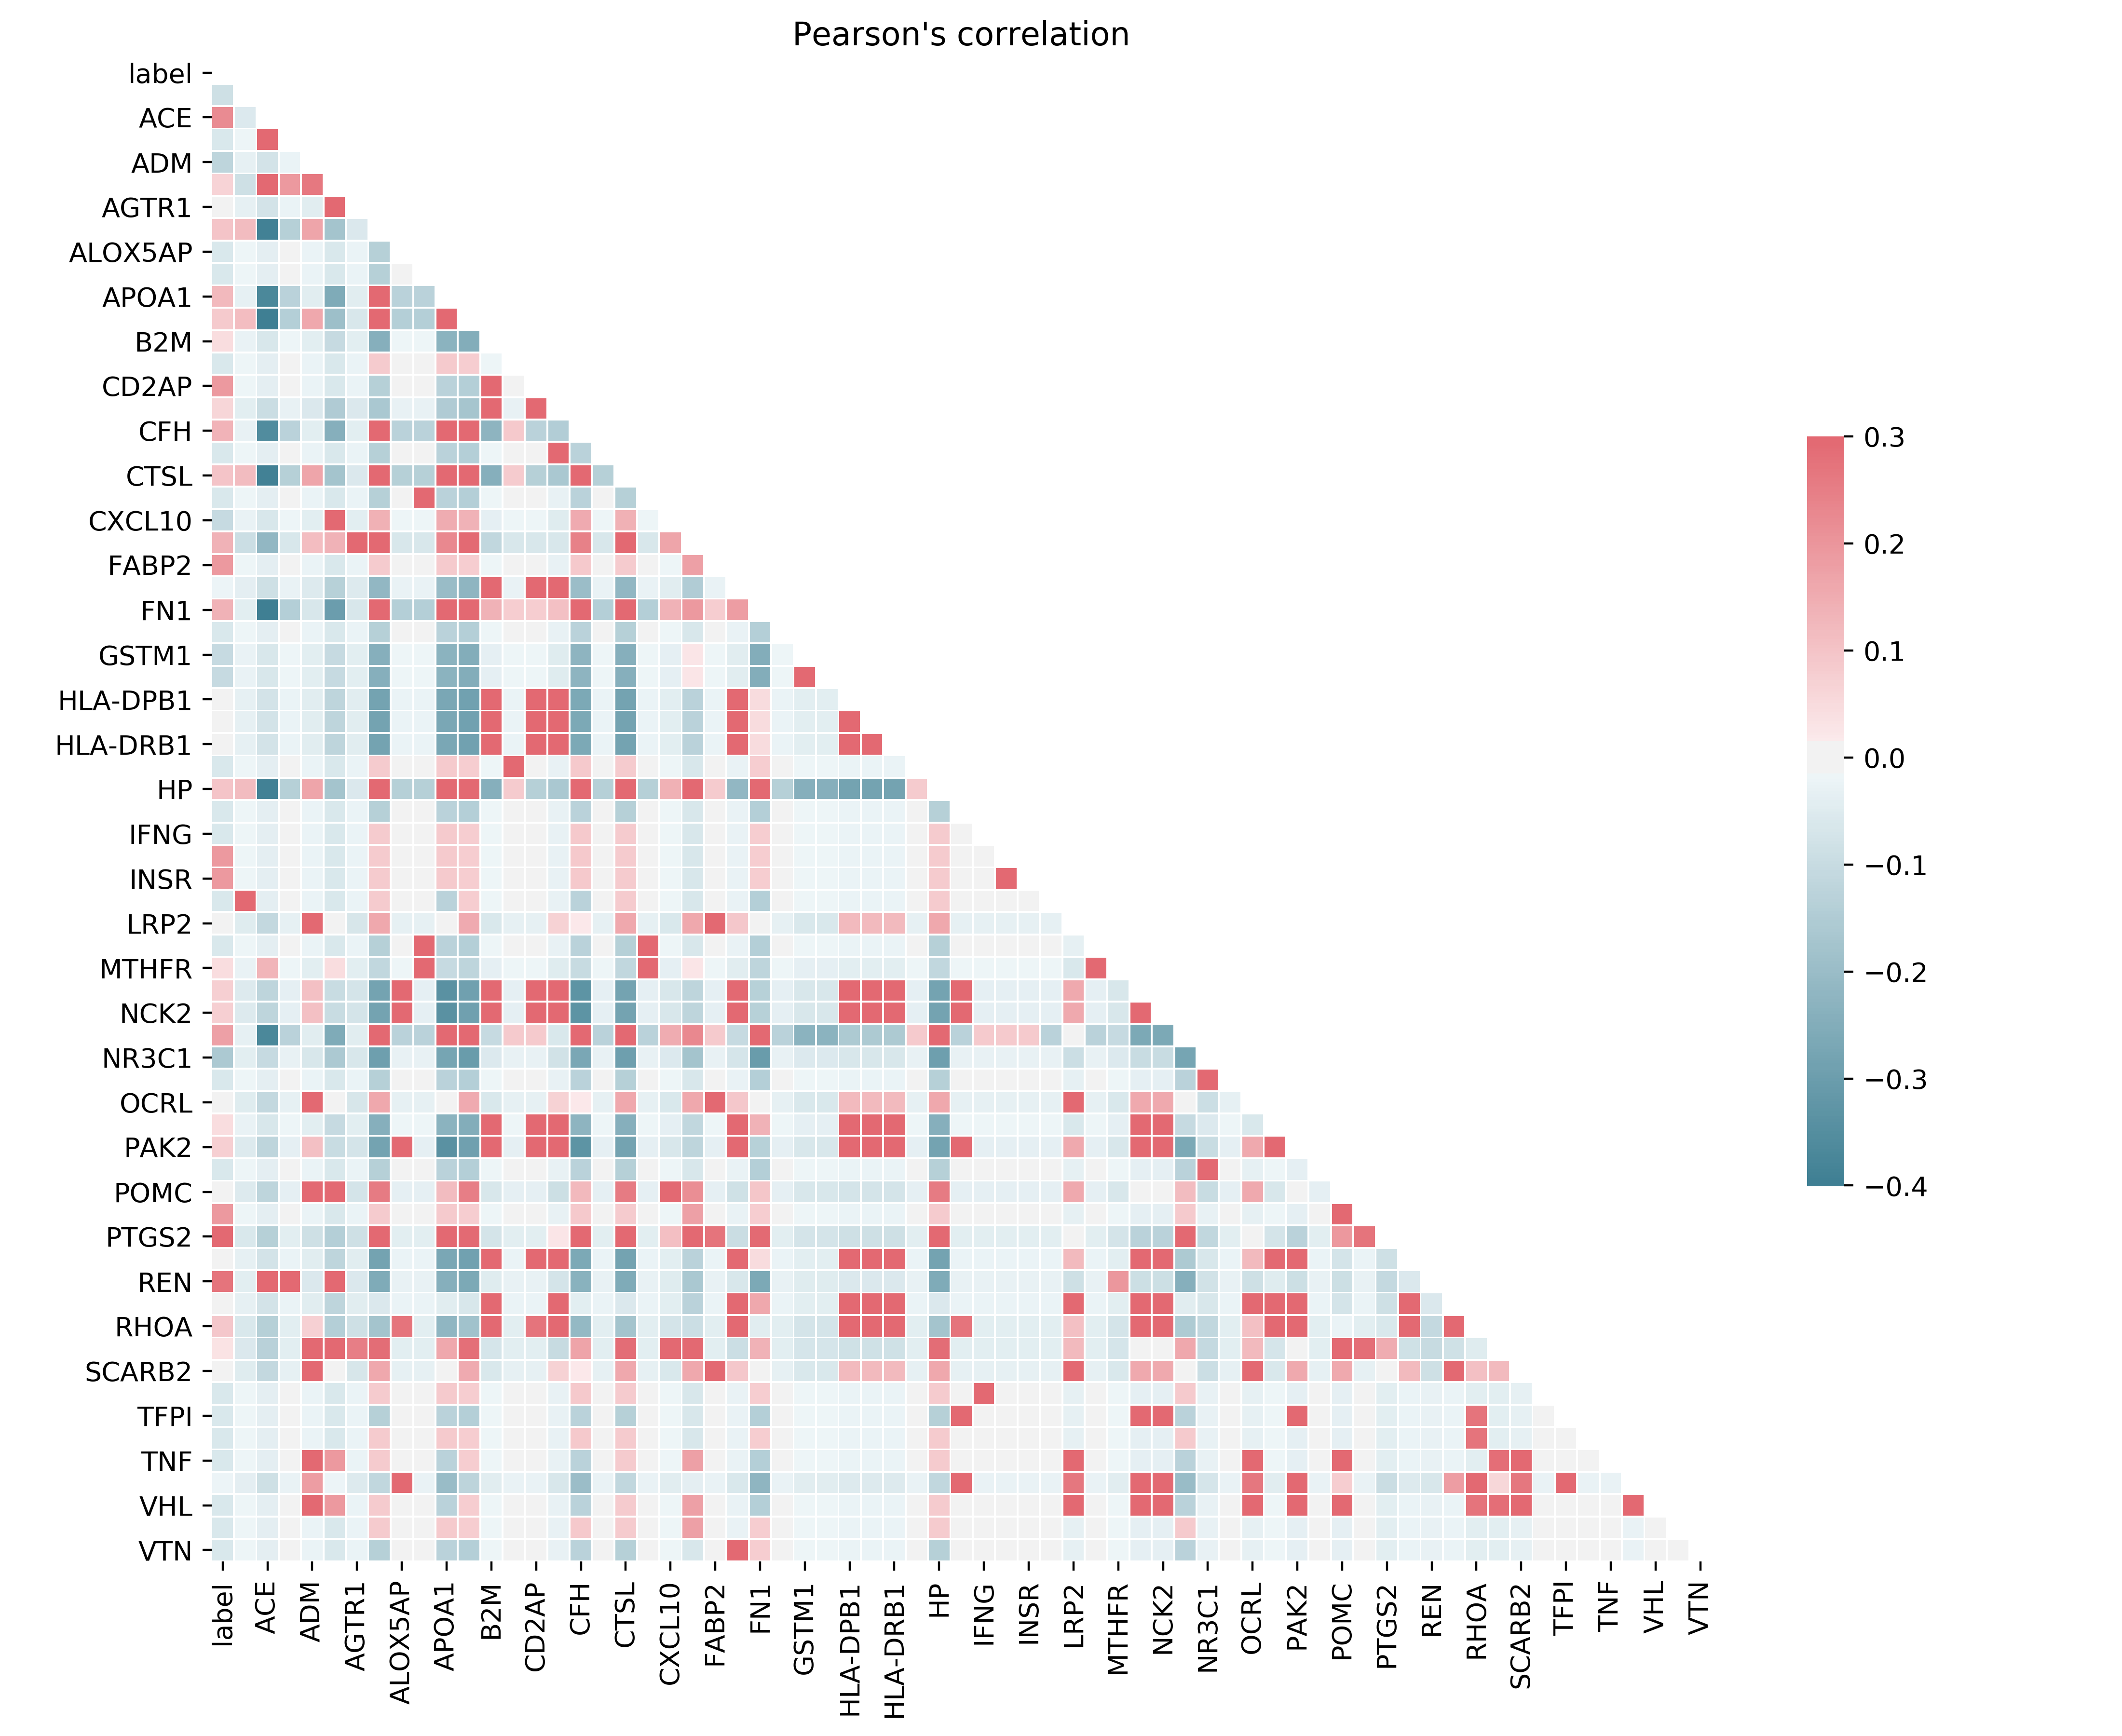 Pearson's correlation
label
ACE
ADM
AGTR1
ALOX5AP
APOA1
B2M
CD2AP
CFH
CTSL
CXCL10
FABP2
FN1
GSTM1
HLA-DPB1
HLA-DRB1
HP
IFNG
INSR
LRP2
MTHFR
NCK2
NR3C1
OCRL
PAK2
POMC
PTGS2
REN
RHOA
SCARB2
TFPI
TNF
VHL
VTN
label
ACE
ADM
AGTR1
ALOX5AP
APOA1
B2M
CD2AP
CFH
CTSL
CXCL10
FABP2
FN1
GSTM1
HLA-DPB1
HLA-DRB1
HP
IFNG
INSR
LRP2
MTHFR
NCK2
NR3C1
OCRL
PAK2
POMC
PTGS2
REN
RHOA
SCARB2
TFPI
TNF
VHL
VTN
0.3
0.2
0.1
0.0
−0.1
−0.2
−0.3
−0.4